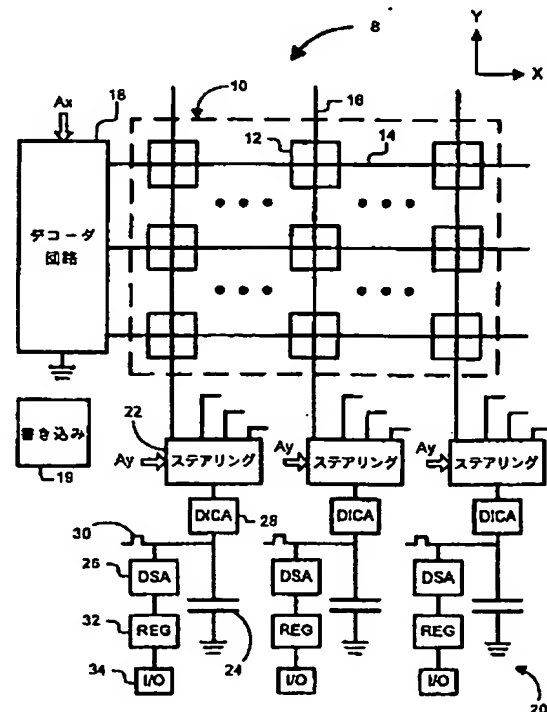 Y
8
X
Ax
18
10
16
12
14
デコーダ
回路
書き込み
19
22
Ay
ステアリング
Ay
ステアリング
Ay
ステアリング
DICA
28
DICA
DICA
30
26
DSA
DSA
DSA
32
REG
24
REG
REG
34
I/O
I/O
I/O
20